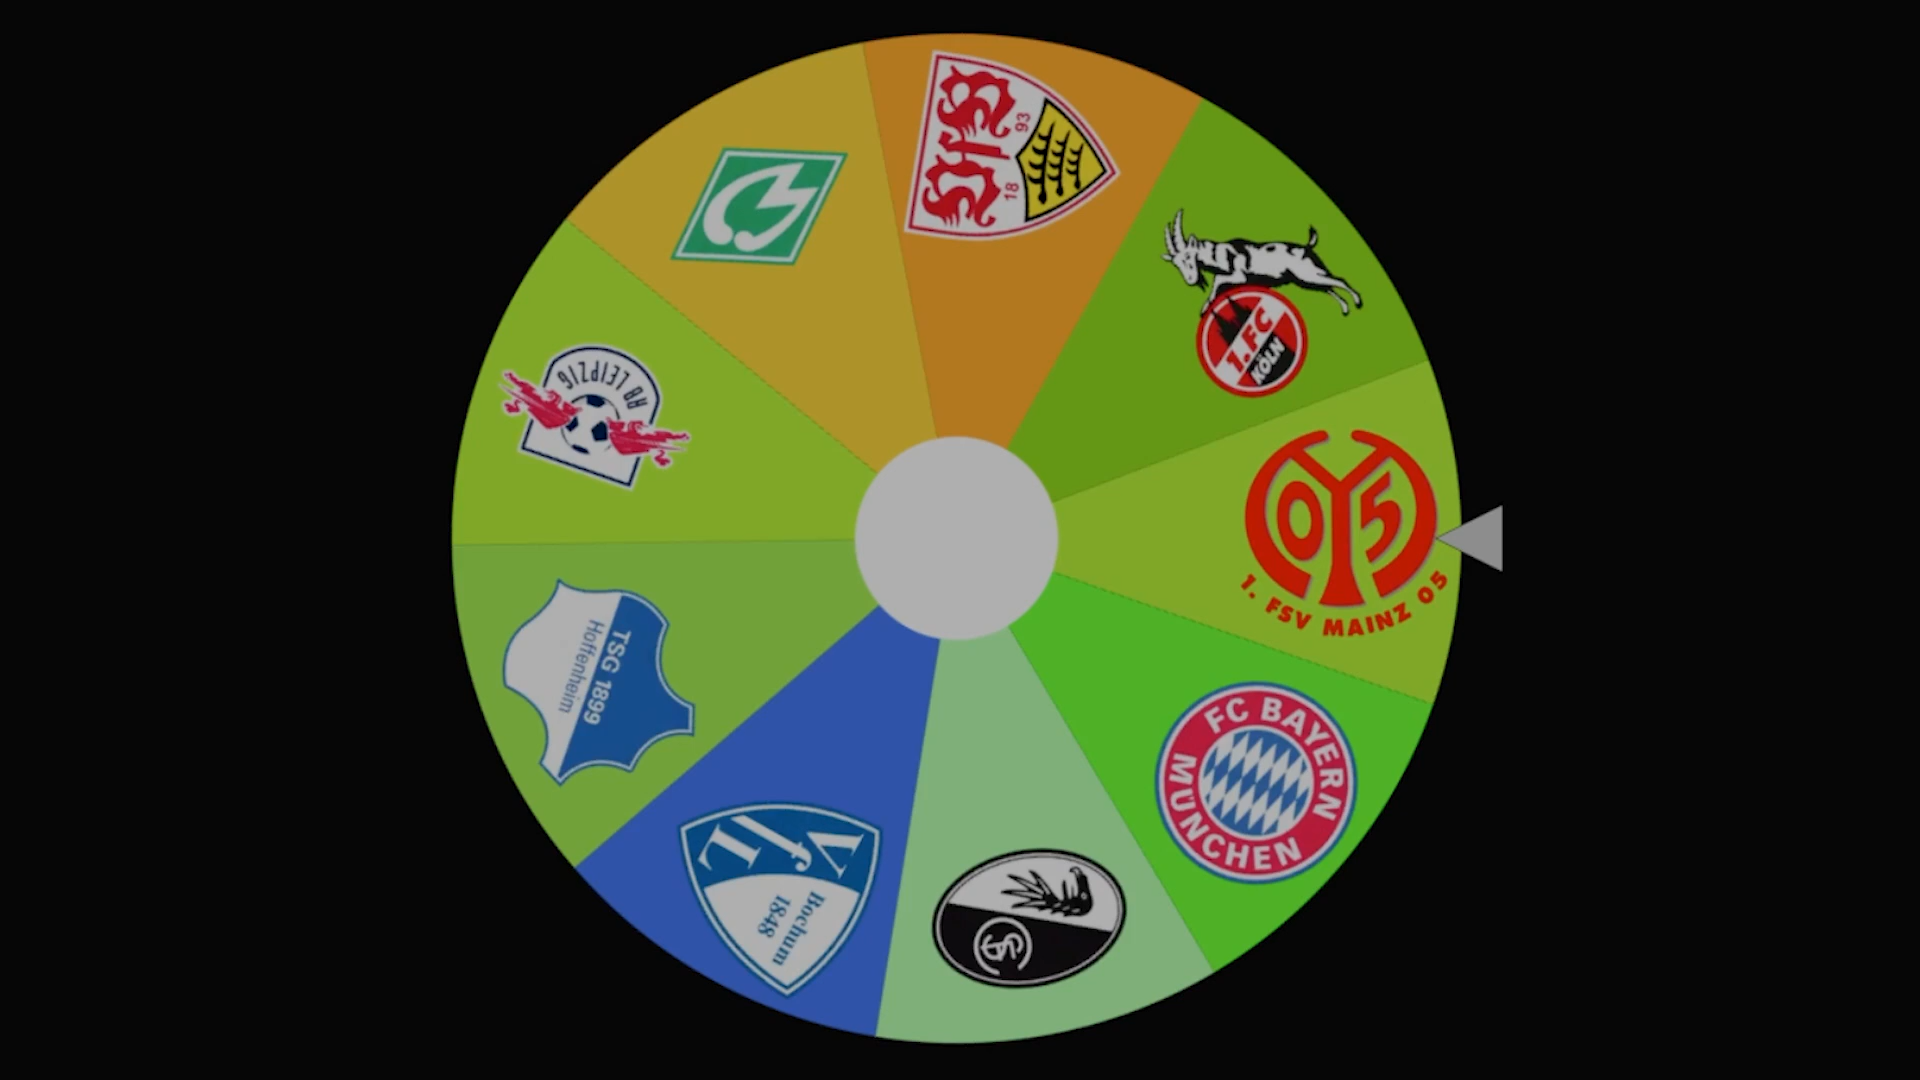 18 93
1. FC
KÖLN
RB LEIPZIG
05
1. FSV MAINZ 05
TSG 1899
Hoffenheim
FC BAYERN
MÜNCHEN
VfL
Bochum
1848